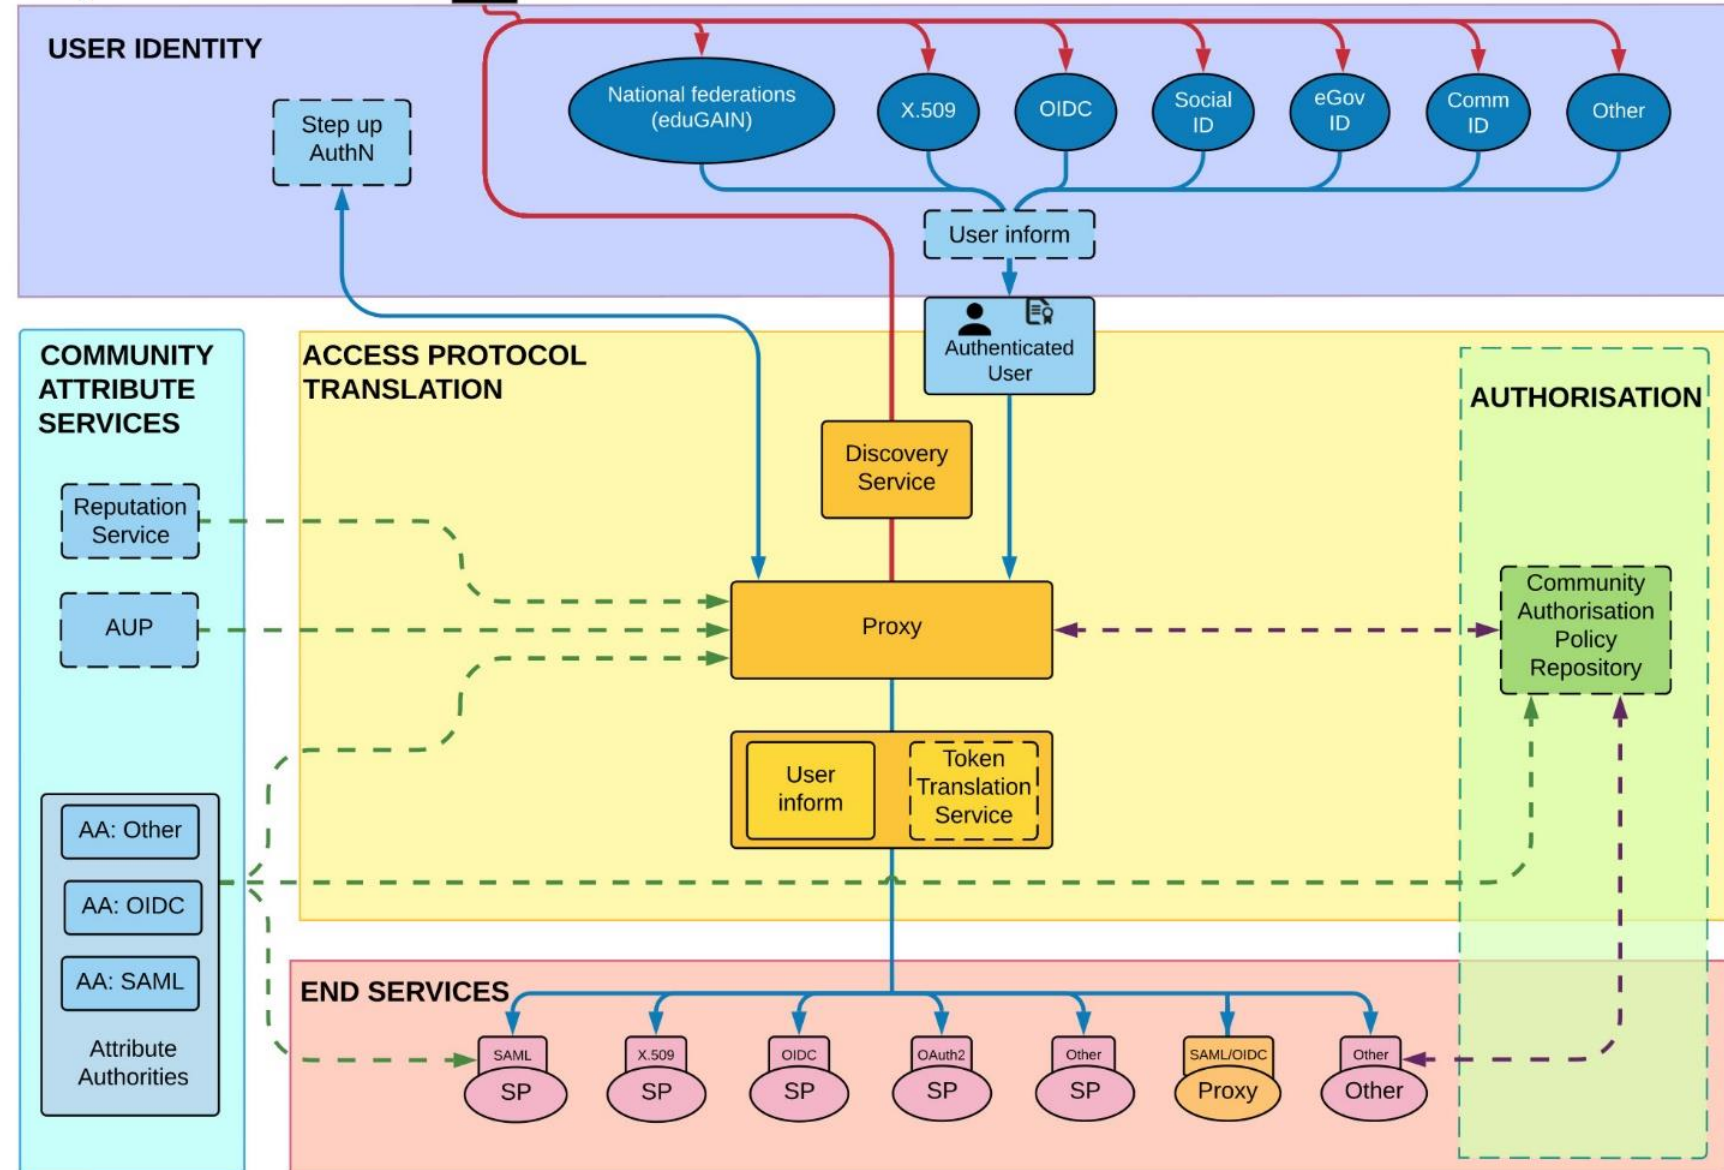 USER IDENTITY
National federations
(eduGAIN)
X.509
OIDC
Social
ID
eGov
ID
Comm
ID
Other
Step up
AuthN
User inform
Authenticated
User
COMMUNITY
ATTRIBUTE
SERVICES
ACCESS PROTOCOL
TRANSLATION
AUTHORISATION
Discovery
Service
Reputation
Service
AUP
Proxy
Community
Authorisation
Policy
Repository
User
inform
Token
Translation
Service
AA: Other
AA: OIDC
AA: SAML
Attribute
Authorities
END SERVICES
SAML
SP
X.509
SP
OIDC
SP
OAuth2
SP
Other
SP
SAML/OIDC
Proxy
Other
Other